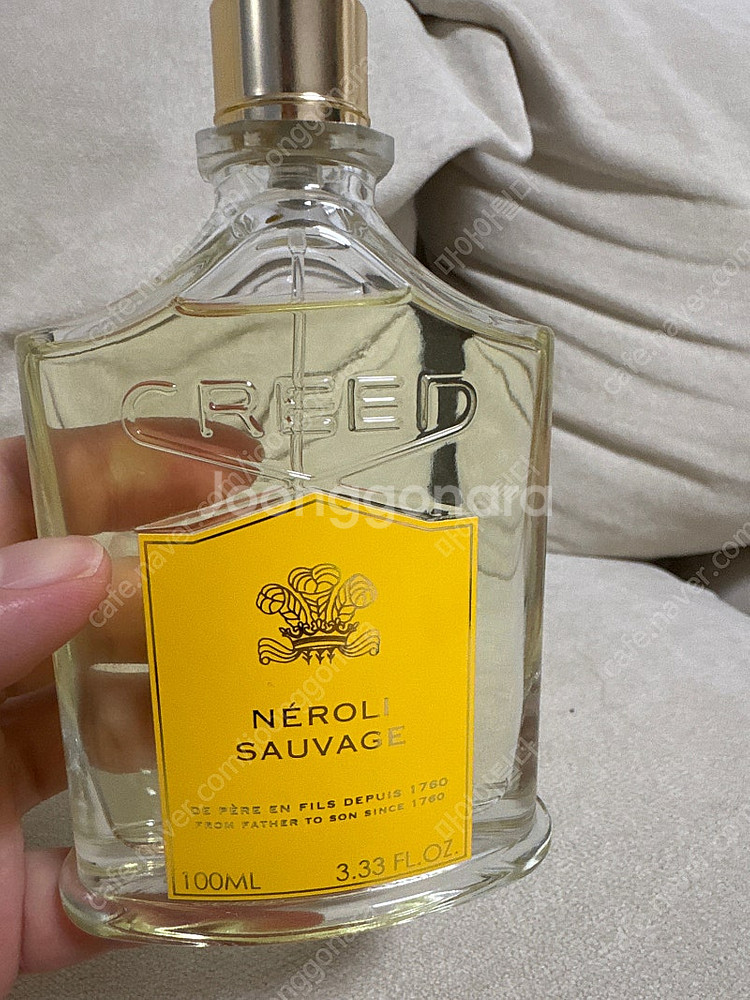 CREED
Joonggonara
NÉROLI
SAUVAGE
DE PÈRE EN FILS DEPUIS 1760
FROM FATHER TO SON SINCE 1760
100ML
3.33 FL.OZ.